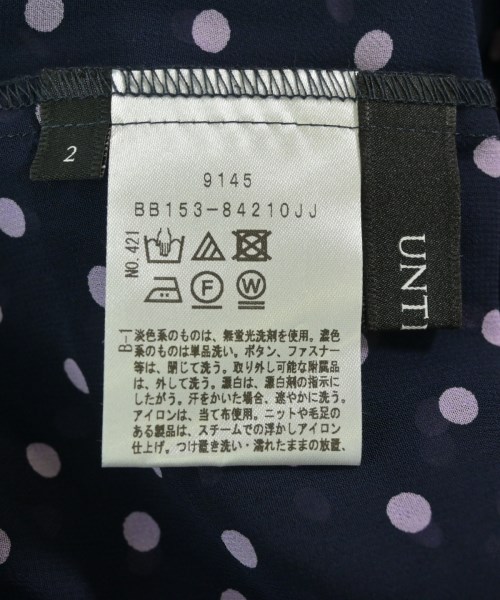 2
9145
BB153-84210JJ
NO.421
F
W
B-1
淡色系のものは、無蛍光洗剤を使用。濃色
系のものは単品洗い。ボタン、ファスナー
等は、閉じて洗う。取り外し可能な附属品
は、外して洗う。漂白は、漂白剤の指示に
したがう。汗をかいた場合、速やかに洗う。
アイロンは、当て布使用。ニットや毛足の
ある製品は、スチームでの浮かしアイロン
仕上げ。つけ置き洗い・濡れたままの放置、
UNTI